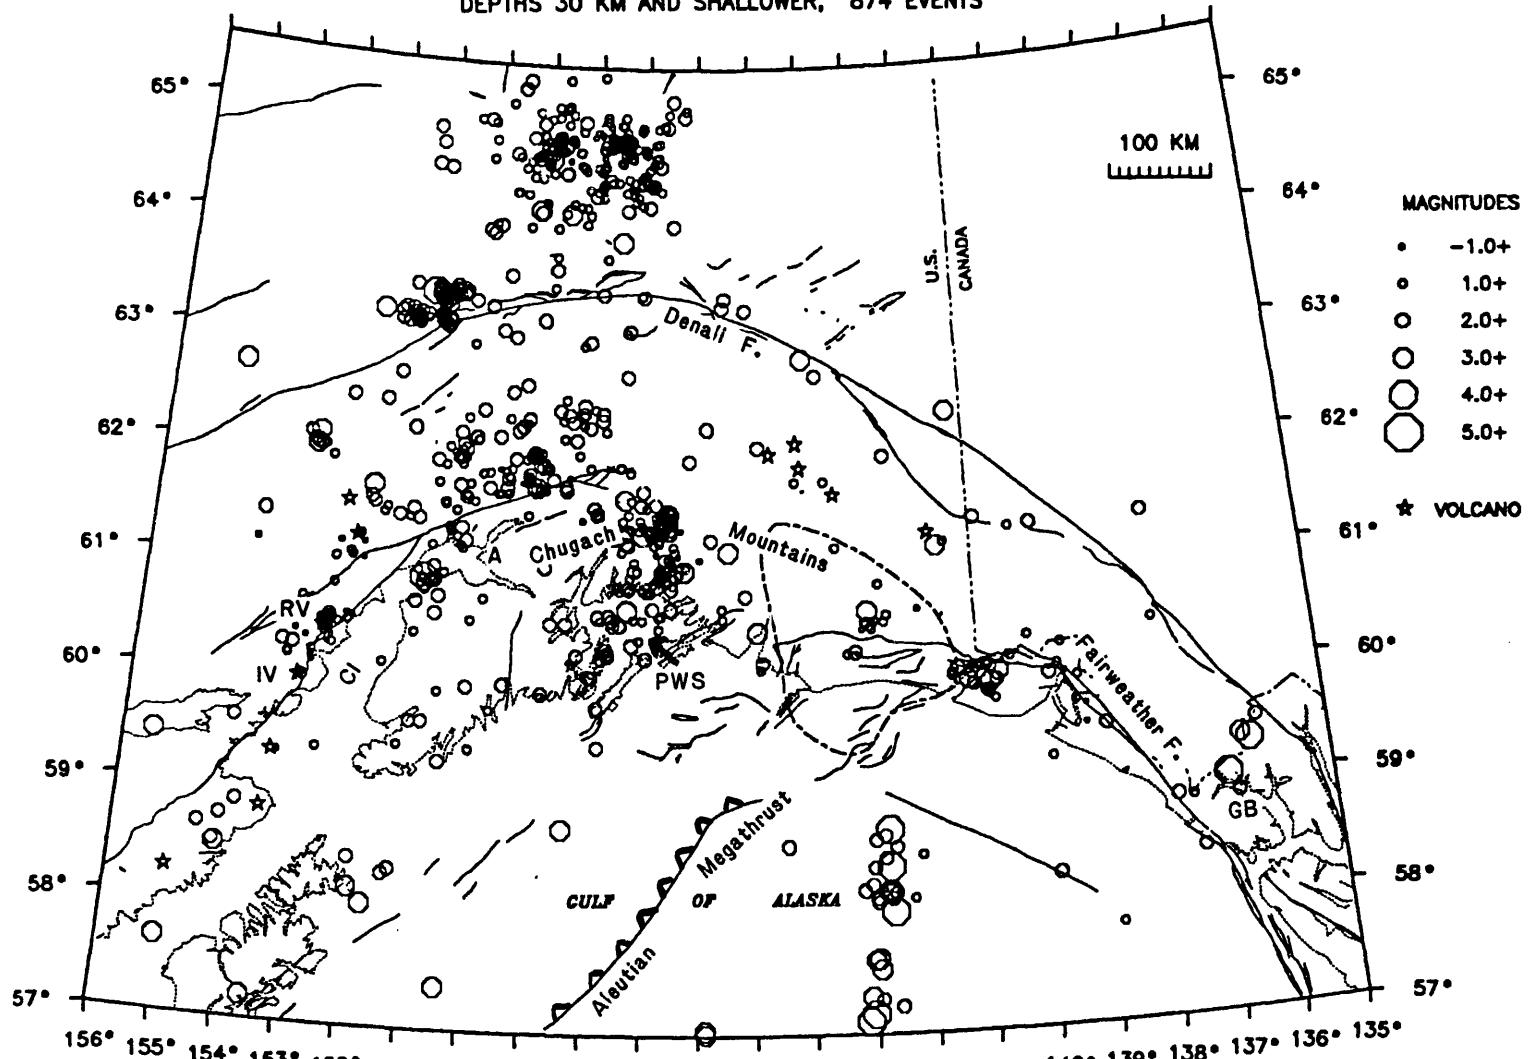 DEPTHS 30 KM AND SHALLOWER, 874 EVENTS
65° 65°
100 KM
64° 64°
MAGNITUDES
-1.0+
1.0+
2.0+
3.0+
4.0+
5.0+
VOLCANO
U.S.
CANADA
63° 63°
Denali F.
62° 62°
61° 61°
A
Chugach
Mountains
RV
60° 60°
IV
CI
PWS
Fairweather F.
59° 59°
GB
Aleutian Megathrust
58° 58°
GULF OF ALASKA
57° 57°
156° 155° 154° 153° 138° 137° 136° 135°